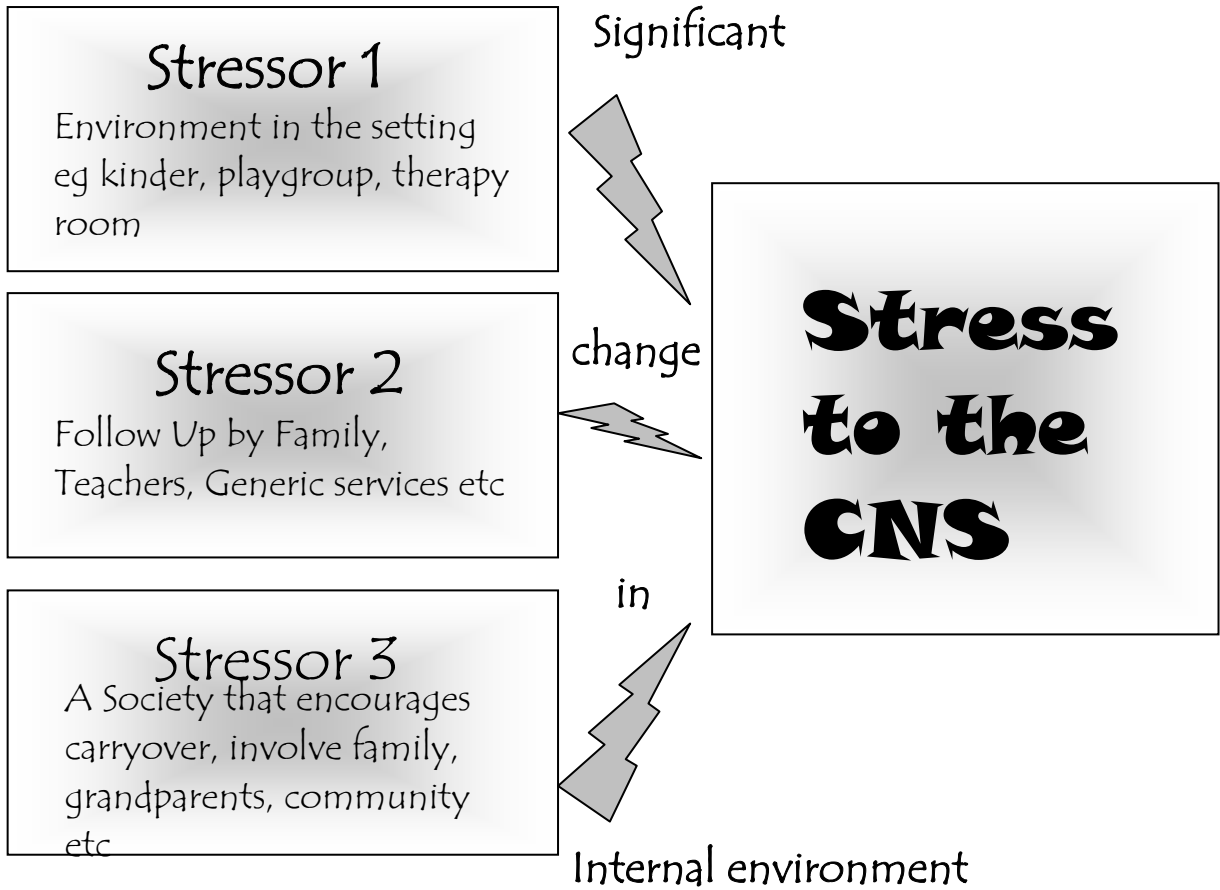 Stressor 1
Environment in the setting
eg kinder, playgroup, therapy
room
Stressor 2
Follow Up by Family,
Teachers, Generic services etc
Stressor 3
A Society that encourages
carryover, involve family,
grandparents, community
etc
Significant
change
in
Internal environment
Stress
to the
CNS